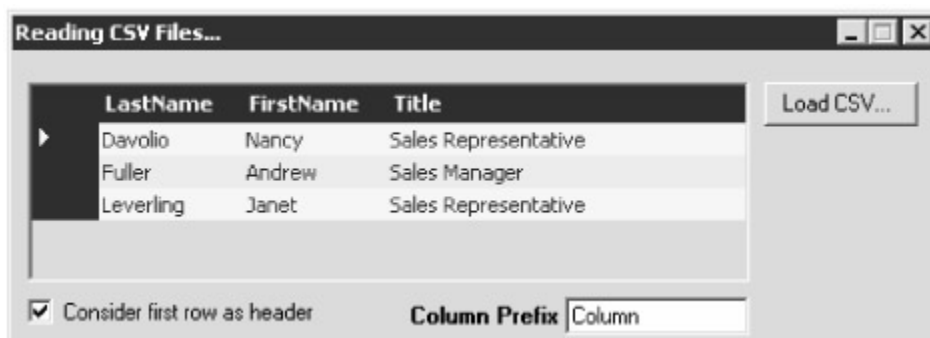 Reading CSV Files...
LastName FirstName Title
Load CSV...
Davolio Nancy Sales Representative
Fuller Andrew Sales Manager
Leverling Janet Sales Representative
Consider first row as header
Column Prefix Column